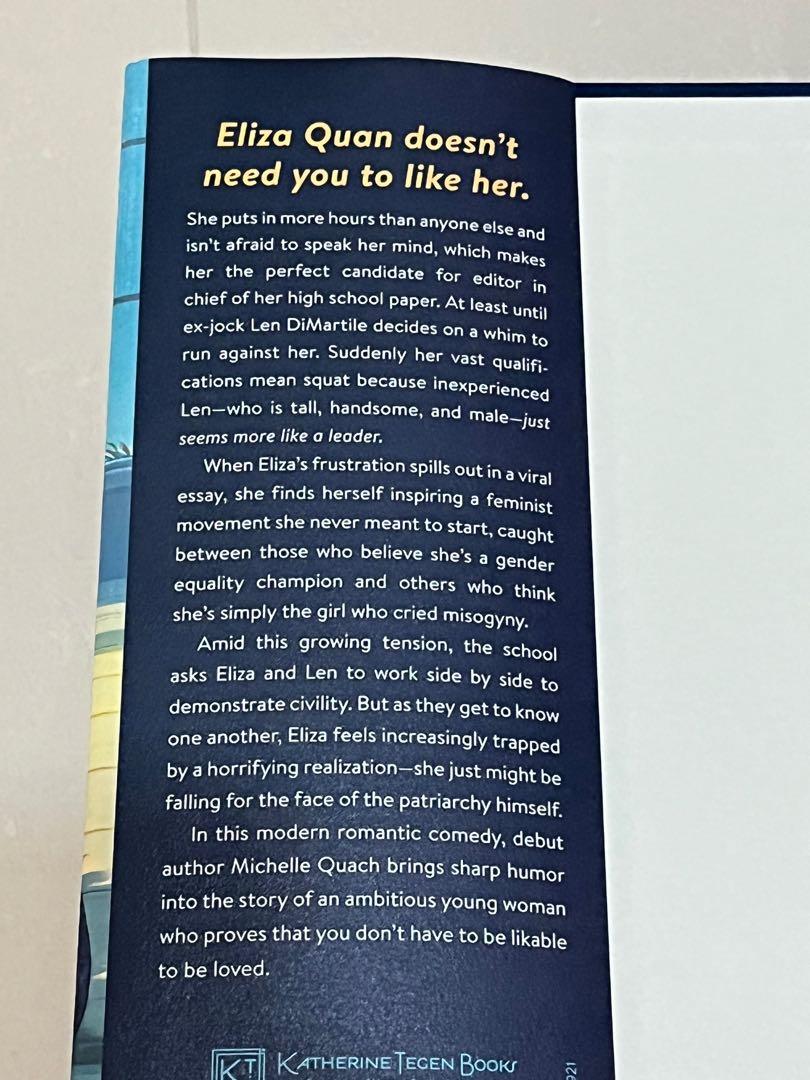 Eliza Quan doesn't
need you to like her.
She puts in more hours than anyone else and
isn't afraid to speak her mind, which makes
her the perfect candidate for editor in
chief of her high school paper. At least until
ex-jock Len DiMartile decides on a whim to
run against her. Suddenly her vast qualifi-
cations mean squat because inexperienced
Len—who is tall, handsome, and male—just
seems more like a leader.
When Eliza's frustration spills out in a viral
essay, she finds herself inspiring a feminist
movement she never meant to start, caught
between those who believe she's a gender
equality champion and others who think
she's simply the girl who cried misogyny.
Amid this growing tension, the school
asks Eliza and Len to work side by side to
demonstrate civility. But as they get to know
one another, Eliza feels increasingly trapped
by a horrifying realization—she just might be
falling for the face of the patriarchy himself.
In this modern romantic comedy, debut
author Michelle Quach brings sharp humor
into the story of an ambitious young woman
who proves that you don't have to be likable
to be loved.
KT KATHERINE TEGEN BOOKS
921